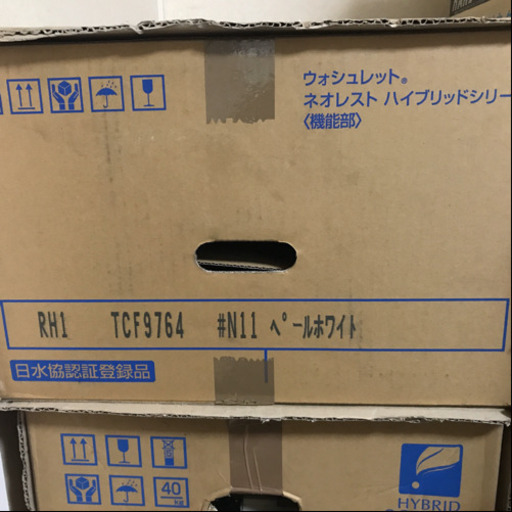 ウォシュレット®
ネオレスト ハイブリッドシリー
〈機能部〉
RH1 TCF9764 #N11 ペールホワイト
日水協認証登録品
40
kg
HYBRID